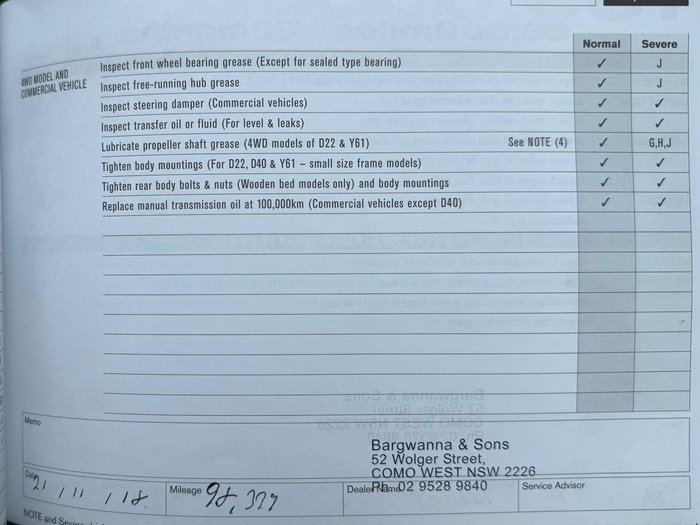 Normal Severe
4WD MODEL AND
COMMERCIAL VEHICLE
Inspect front wheel bearing grease (Except for sealed type bearing) ✓ J
Inspect free-running hub grease ✓ J
Inspect steering damper (Commercial vehicles) ✓ ✓
Inspect transfer oil or fluid (For level & leaks) ✓ ✓
Lubricate propeller shaft grease (4WD models of D22 & Y61) See NOTE (4) ✓ G,H,J
Tighten body mountings (For D22, D40 & Y61 – small size frame models) ✓ ✓
Tighten rear body bolts & nuts (Wooden bed models only) and body mountings ✓ ✓
Replace manual transmission oil at 100,000km (Commercial vehicles except D40) ✓ ✓
Memo
Bargwanna & Sons
52 Wolger Street,
COMO WEST NSW 2226
Ph 02 9528 9840
Date 21 / 11 / 18. Mileage 98,377 Dealer Name Service Advisor
NOTE and